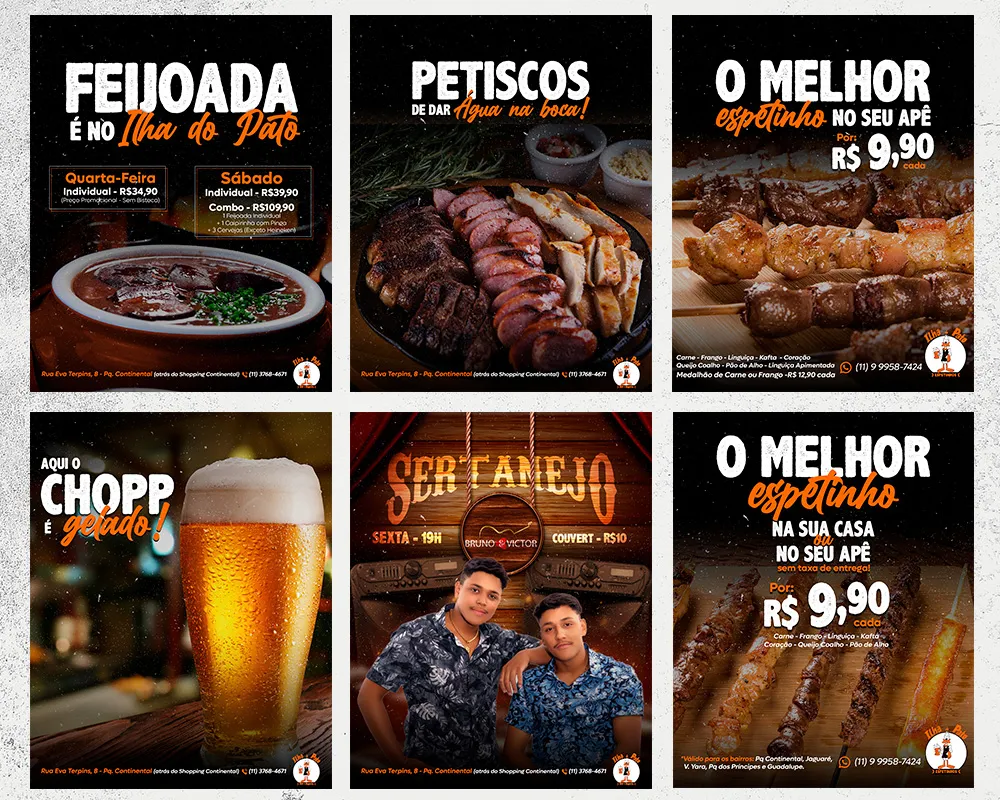 FEIJOADA
É NO Ilha do Pato
Quarta-Feira
Individual - R$34,90
(Preço Promocional - Sem Bisteca)
Sábado
Individual - R$39,90
Combo - R$109,90
1 Feijoada Individual
+ 1 Caipirinha com Pinga
+ 3 Cervejas (Exceto Heineken)
Rua Eva Terpins, 8 - Pq. Continental (atrás do Shopping Continental) (11) 3768-4671
PETISCOS
DE DAR Água na boca!
Rua Eva Terpins, 8 - Pq. Continental (atrás do Shopping Continental) (11) 3768-4671
O MELHOR
espetinho NO SEU APÊ
Por:
R$ 9,90
cada
Carne - Frango - Linguiça - Kafta - Coração
Queijo Coalho - Pão de Alho - Linguiça Apimentada
Medalhão de Carne ou Frango -R$ 12,90 cada
(11) 9 9958-7424
Ilha Pato
AQUI O
CHOPP
É gelado!
Rua Eva Terpins, 8 - Pq. Continental (atrás do Shopping Continental) (11) 3768-4671
SERTANEJO
SEXTA - 19H
BRUNO & VICTOR
COUVERT - R$10
Rua Eva Terpins, 8 - Pq. Continental (atrás do Shopping Continental) (11) 3768-4671
O MELHOR
espetinho
NA SUA CASA
ou
NO SEU APÊ
sem taxa de entrega!
Por:
R$ 9,90
cada
Carne - Frango - Linguiça - Kafta
Coração - Queijo Coalho - Pão de Alho
*Válido para os bairros: Pq Continental, Jaguaré,
V. Yara, Pq dos Príncipes e Guadalupe.
(11) 9 9958-7424
Ilha Pato